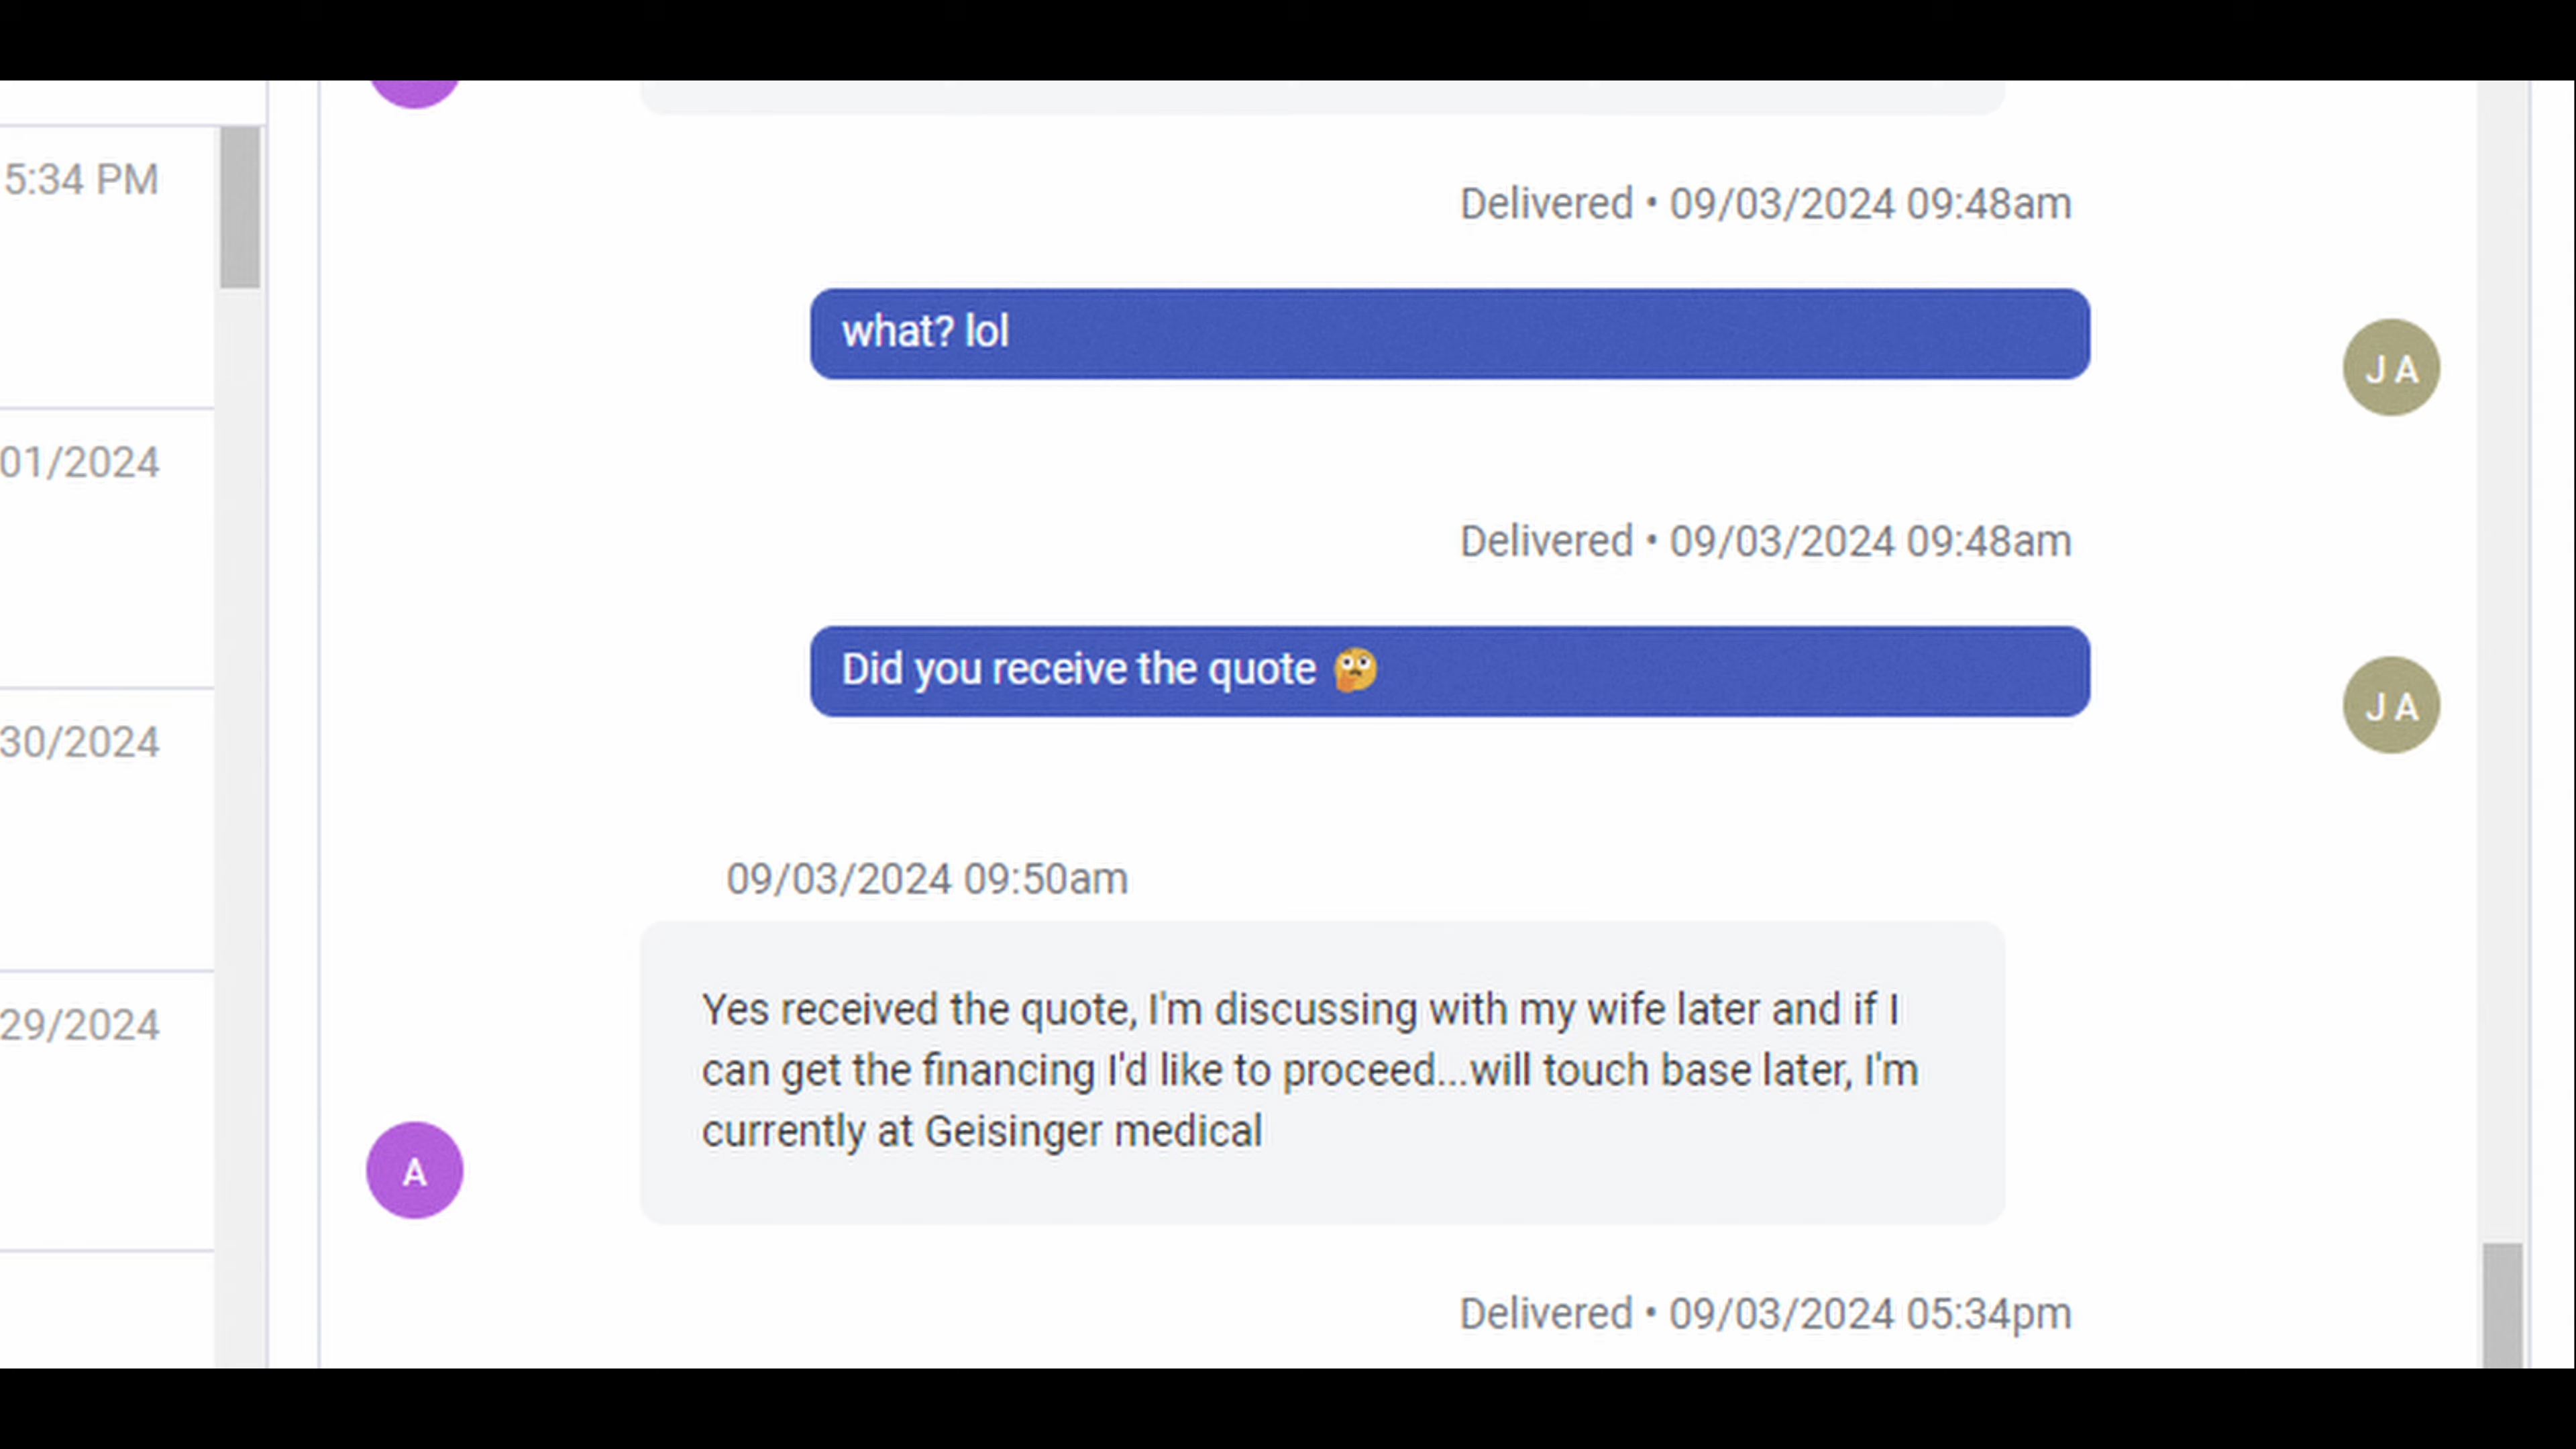 5:34 PM
01/2024
30/2024
29/2024
Delivered • 09/03/2024 09:48am
what? lol
J A
Delivered • 09/03/2024 09:48am
Did you receive the quote 🤔
J A
09/03/2024 09:50am
Yes received the quote, I'm discussing with my wife later and if I
can get the financing I'd like to proceed...will touch base later, I'm
currently at Geisinger medical
A
Delivered • 09/03/2024 05:34pm